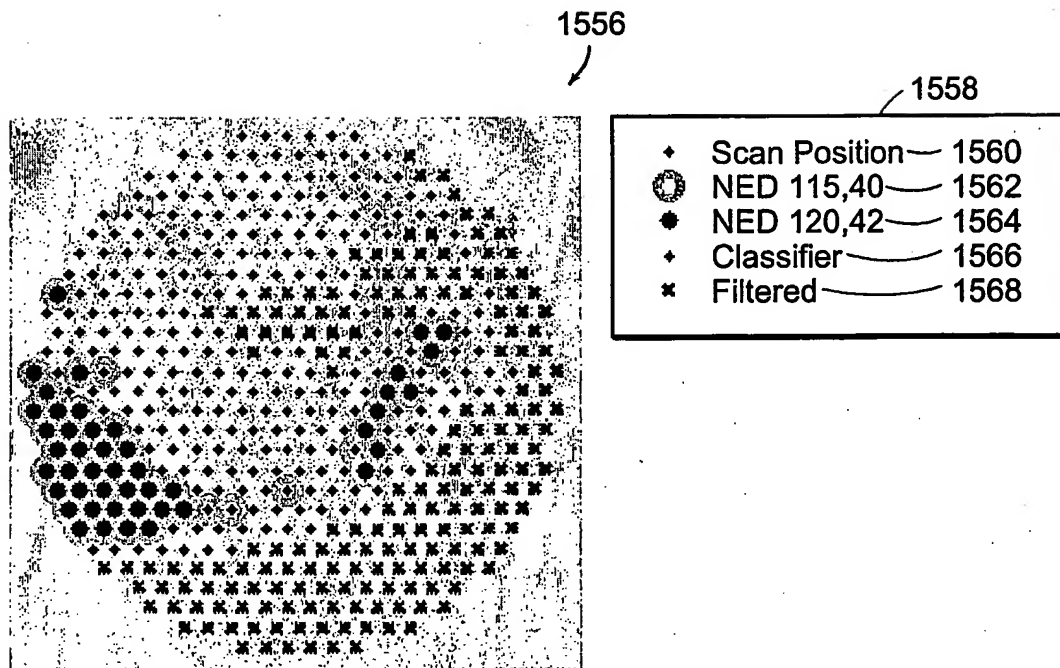 1556
1558
Scan Position 1560
NED 115,40 1562
NED 120,42 1564
Classifier 1566
Filtered 1568